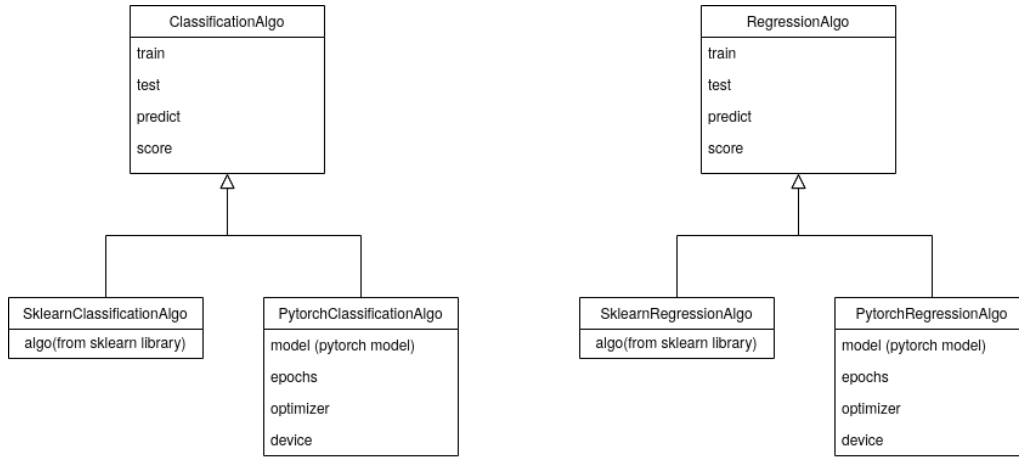 ClassificationAlgo
train
test
predict
score
SklearnClassificationAlgo
algo(from sklearn library)
PytorchClassificationAlgo
model (pytorch model)
epochs
optimizer
device
RegressionAlgo
train
test
predict
score
SklearnRegressionAlgo
algo(from sklearn library)
PytorchRegressionAlgo
model (pytorch model)
epochs
optimizer
device